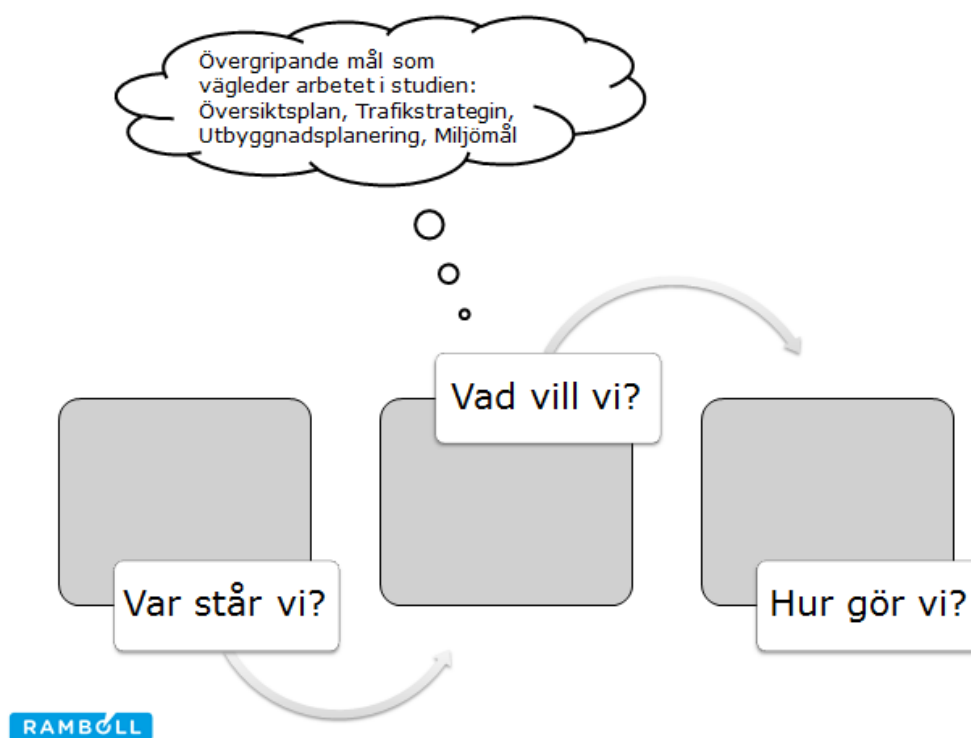 Övergripande mål som
vägleder arbetet i studien:
Översiktsplan, Trafikstrategin,
Utbyggnadsplanering, Miljömål
Vad vill vi?
Var står vi?
Hur gör vi?
RAMBOLL